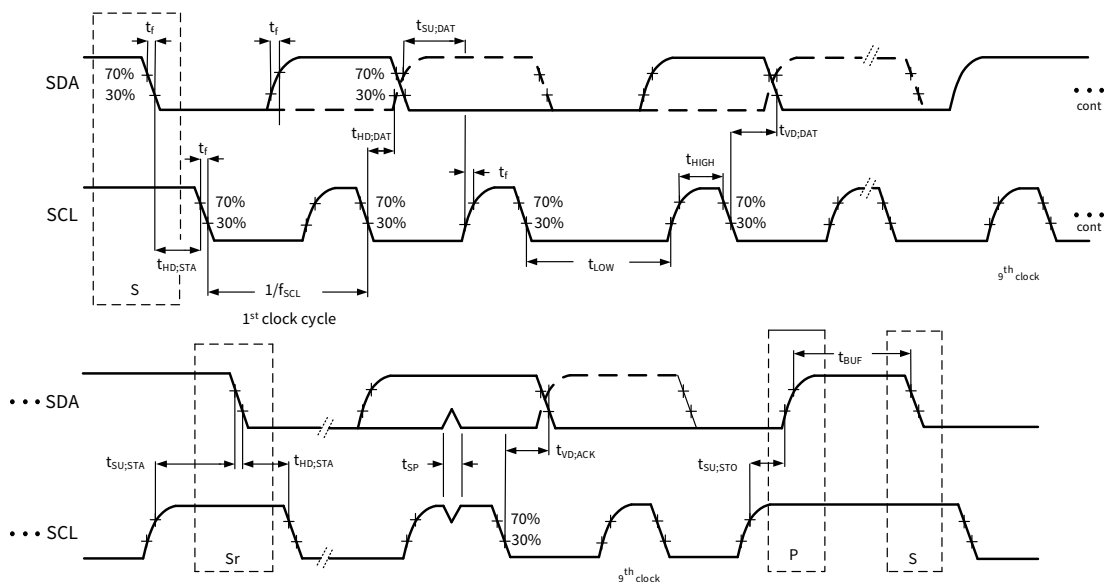 tf
tf
tSU;DAT
SDA
70%
30%
70%
30%
cont
tHD;DAT
tVD;DAT
tf
tf
tHIGH
SCL
70%
30%
70%
30%
70%
30%
70%
30%
cont
tHD;STA
tLOW
9th clock
S
1/fSCL
1st clock cycle
SDA
tBUF
tSU;STA
tHD;STA
tSP
tVD;ACK
tSU;STO
SCL
70%
30%
Sr
P
S
9th clock